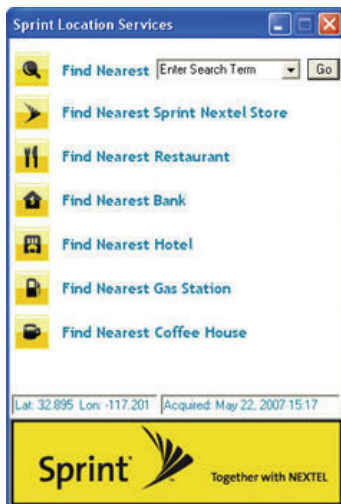 Sprint Location Services
Find Nearest Enter Search Term Go
Find Nearest Sprint Nextel Store
Find Nearest Restaurant
Find Nearest Bank
Find Nearest Hotel
Find Nearest Gas Station
Find Nearest Coffee House
Lat: 32.895 Lon: -117.201 Acquired: May 22, 2007 15:17
Sprint Together with NEXTEL